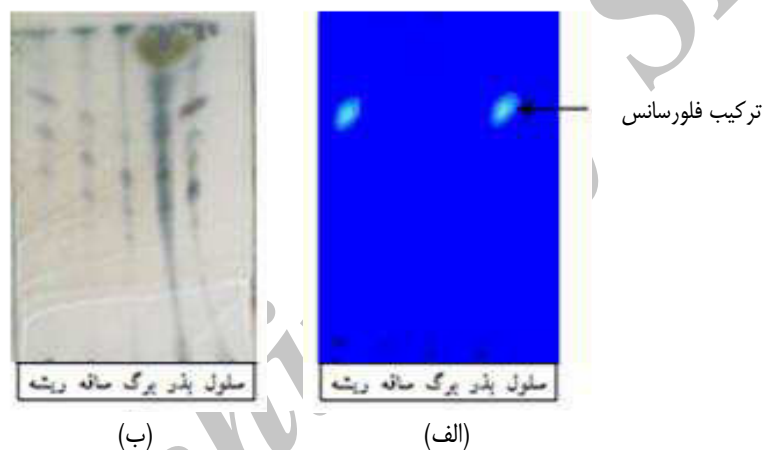 ترکیب فلورسانس
سلول بذر برگ ساقه ریشه
سلول بذر برگ ساقه ریشه
(الف)
(ب)